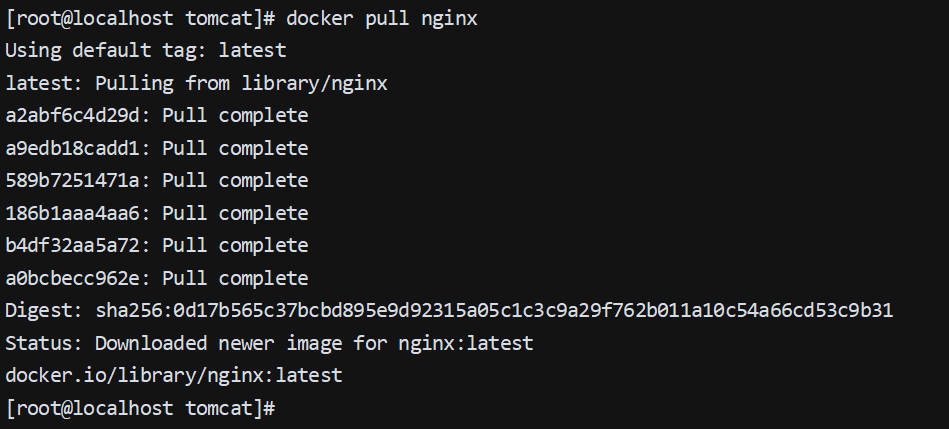 [root@localhost tomcat]# docker pull nginx
Using default tag: latest
latest: Pulling from library/nginx
a2abf6c4d29d: Pull complete
a9edb18cadd1: Pull complete
589b7251471a: Pull complete
186b1aaa4aa6: Pull complete
b4df32aa5a72: Pull complete
a0bcbecc962e: Pull complete
Digest: sha256:0d17b565c37bcbd895e9d92315a05c1c3c9a29f762b011a10c54a66cd53c9b31
Status: Downloaded newer image for nginx:latest
docker.io/library/nginx:latest
[root@localhost tomcat]#